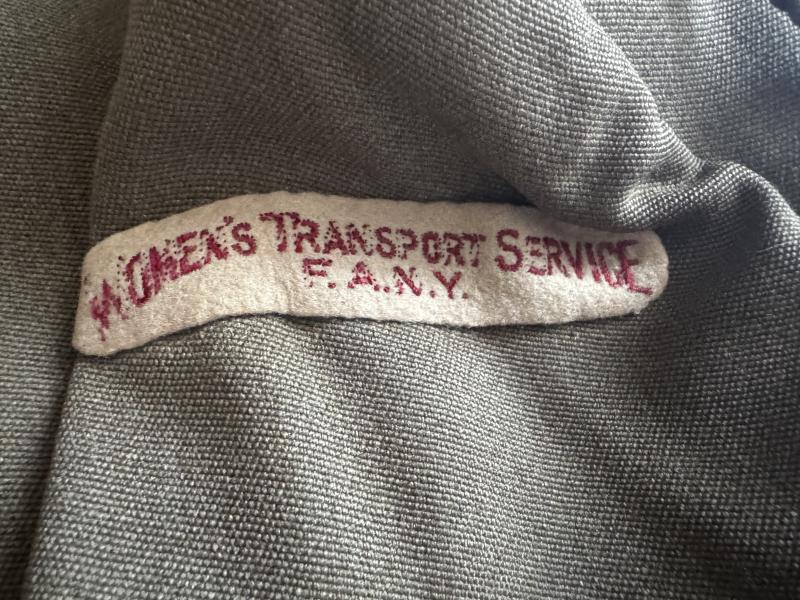 WOMEN'S TRANSPORT SERVICE
F.A.N.Y.